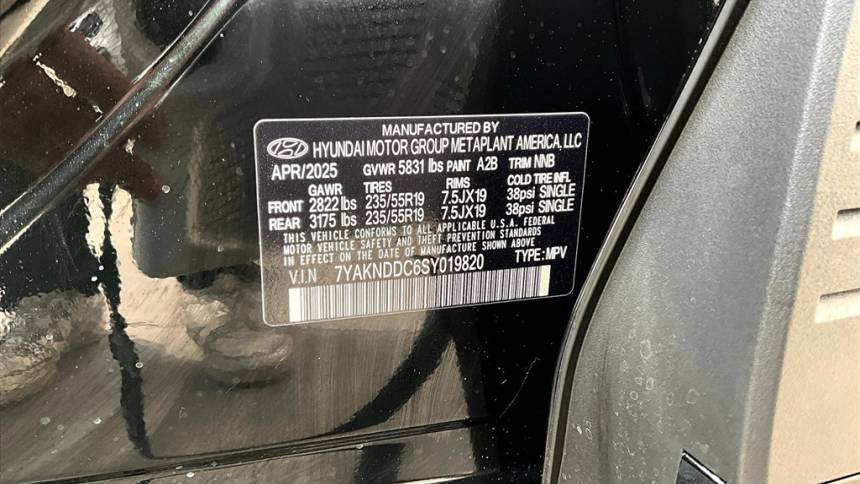 MANUFACTURED BY
HYUNDAI MOTOR GROUP METAPLANT AMERICA, LLC
APR/2025 GVWR 5831 lbs PAINT A2B TRIM NNB
GAWR TIRES RIMS COLD TIRE INFL
FRONT 2822 lbs 235/55R19 7.5JX19 38psi SINGLE
REAR 3175 lbs 235/55R19 7.5JX19 38psi SINGLE
THIS VEHICLE CONFORMS TO ALL APPLICABLE U.S.A. FEDERAL
MOTOR VEHICLE SAFETY AND THEFT PREVENTION STANDARDS
IN EFFECT ON THE DATE OF MANUFACTURE SHOWN ABOVE.
V.I.N 7YAKNDDC6SY019820 TYPE:MPV